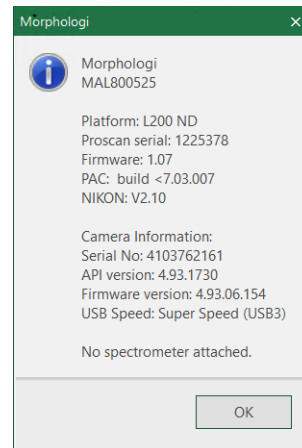 Morphologi
Morphologi
MAL800525
Platform: L200 ND
Proscan serial: 1225378
Firmware: 1.07
PAC: build <7.03.007
NIKON: V2.10
Camera Information:
Serial No: 4103762161
API version: 4.93.1730
Firmware version: 4.93.06.154
USB Speed: Super Speed (USB3)
No spectrometer attached.
OK